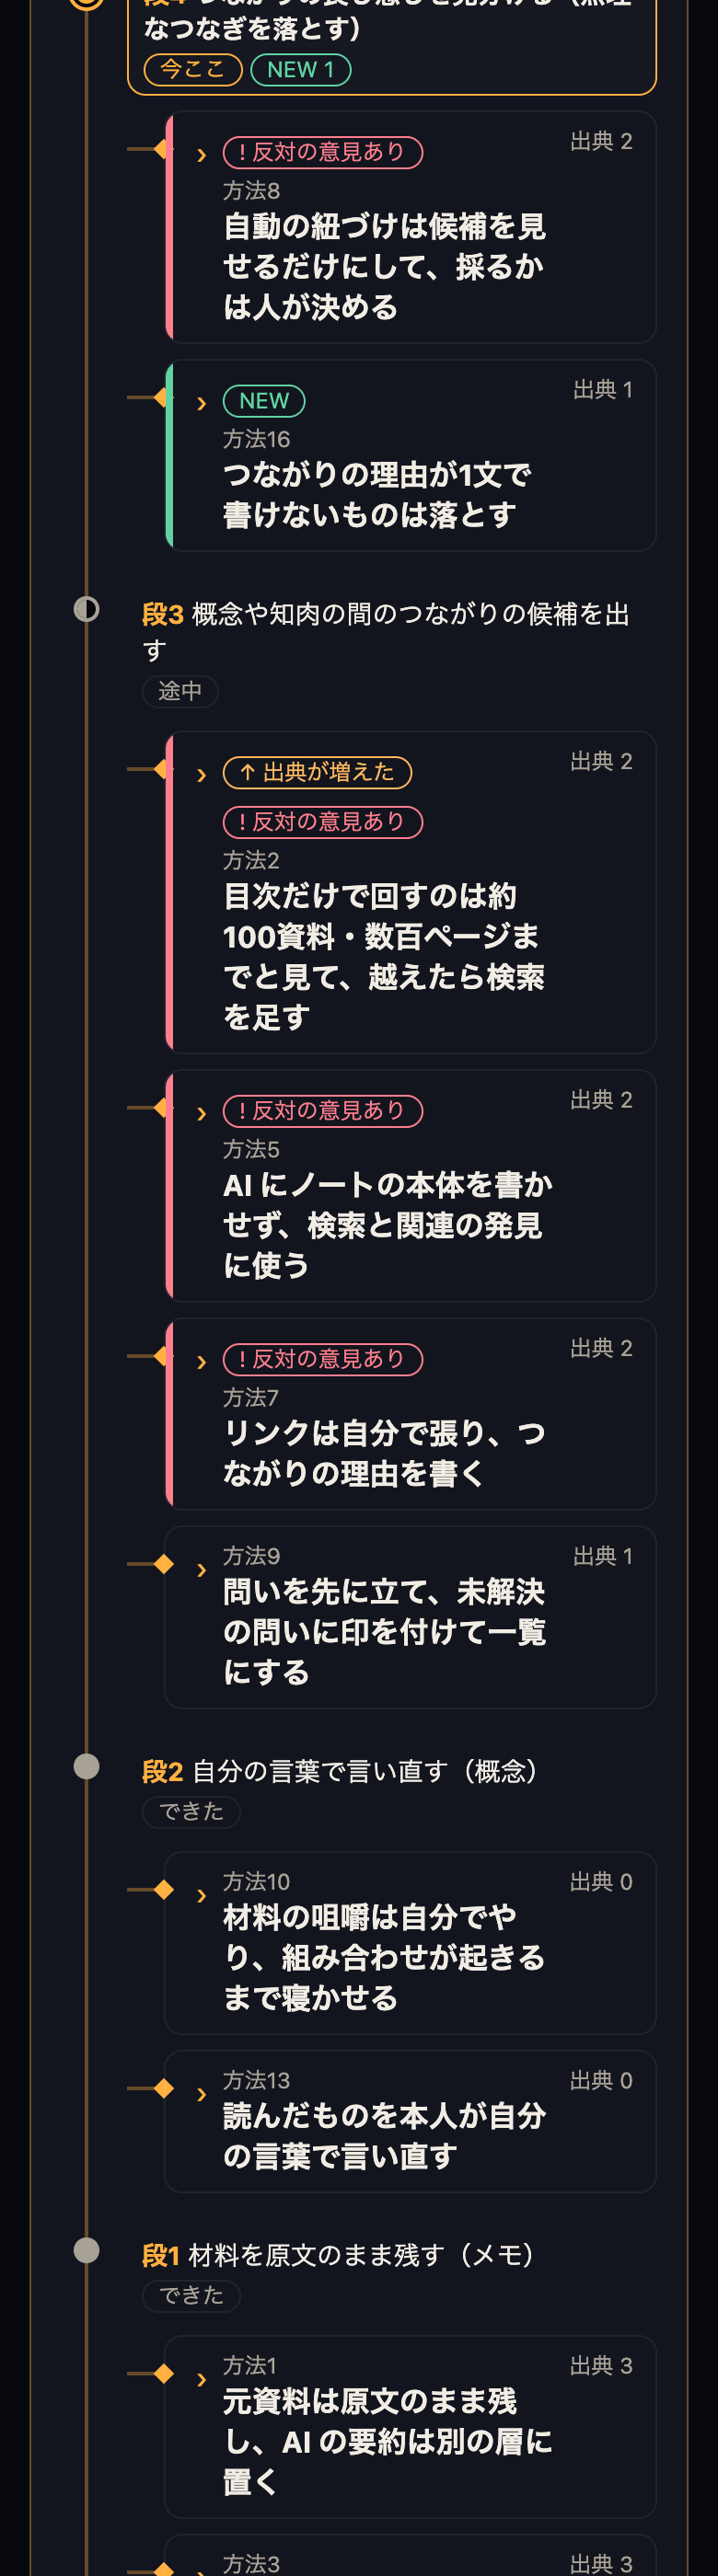 なつなぎを落とす）
今ここ NEW 1
! 反対の意見あり 出典 2
方法8
自動の紐づけは候補を見
せるだけにして、採るか
は人が決める
NEW 出典 1
方法16
つながりの理由が1文で
書けないものは落とす
段3 概念や知肉の間のつながりの候補を出
す
途中
↑ 出典が増えた 出典 2
! 反対の意見あり
方法2
目次だけで回すのは約
100資料・数百ページま
でと見て、越えたら検索
を足す
! 反対の意見あり 出典 2
方法5
AI にノートの本体を書か
せず、検索と関連の発見
に使う
! 反対の意見あり 出典 2
方法7
リンクは自分で張り、つ
ながりの理由を書く
方法9 出典 1
問いを先に立て、未解決
の問いに印を付けて一覧
にする
段2 自分の言葉で言い直す（概念）
できた
方法10 出典 0
材料の咀嚼は自分でや
り、組み合わせが起きる
まで寝かせる
方法13 出典 0
読んだものを本人が自分
の言葉で言い直す
段1 材料を原文のまま残す（メモ）
できた
方法1 出典 3
元資料は原文のまま残
し、AI の要約は別の層に
置く
方法3 出典 3